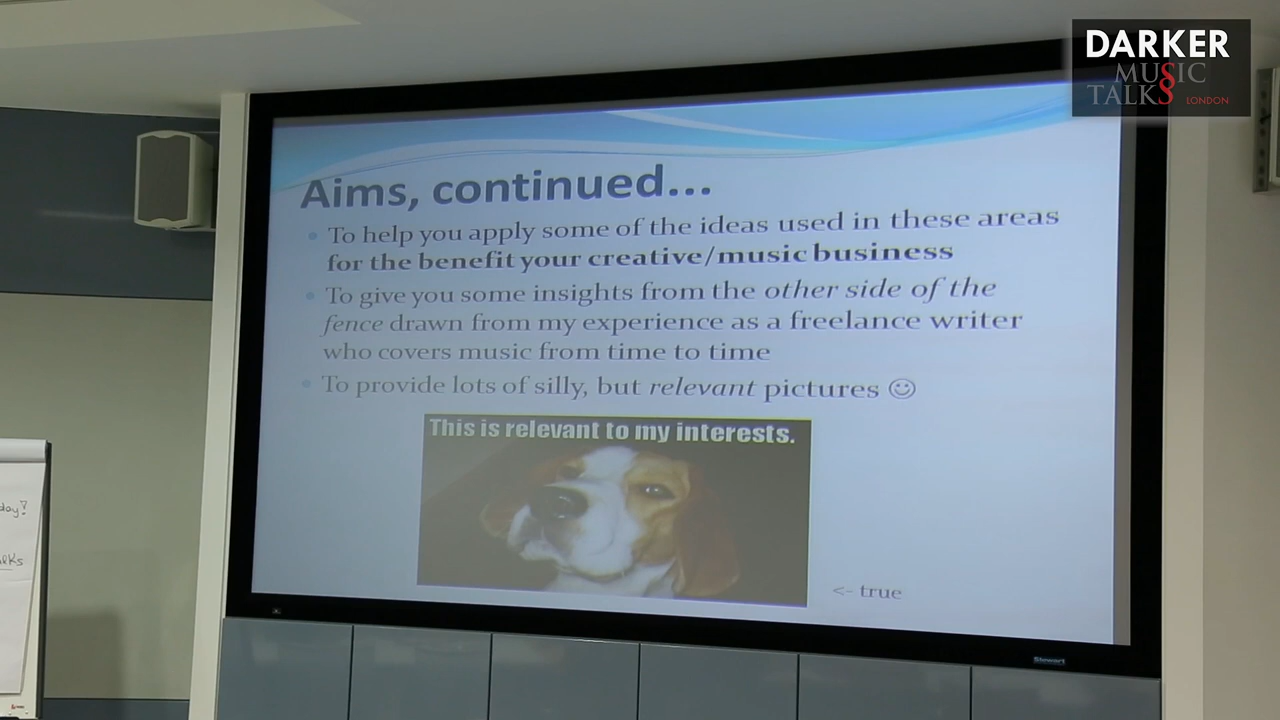 DARKER
MUSIC
TALKS LONDON
Aims, continued...
• To help you apply some of the ideas used in these areas
for the benefit your creative/music business
• To give you some insights from the other side of the
fence drawn from my experience as a freelance writer
who covers music from time to time
• To provide lots of silly, but relevant pictures ☺
This is relevant to my interests.
<- true
day?
alks
Stewart